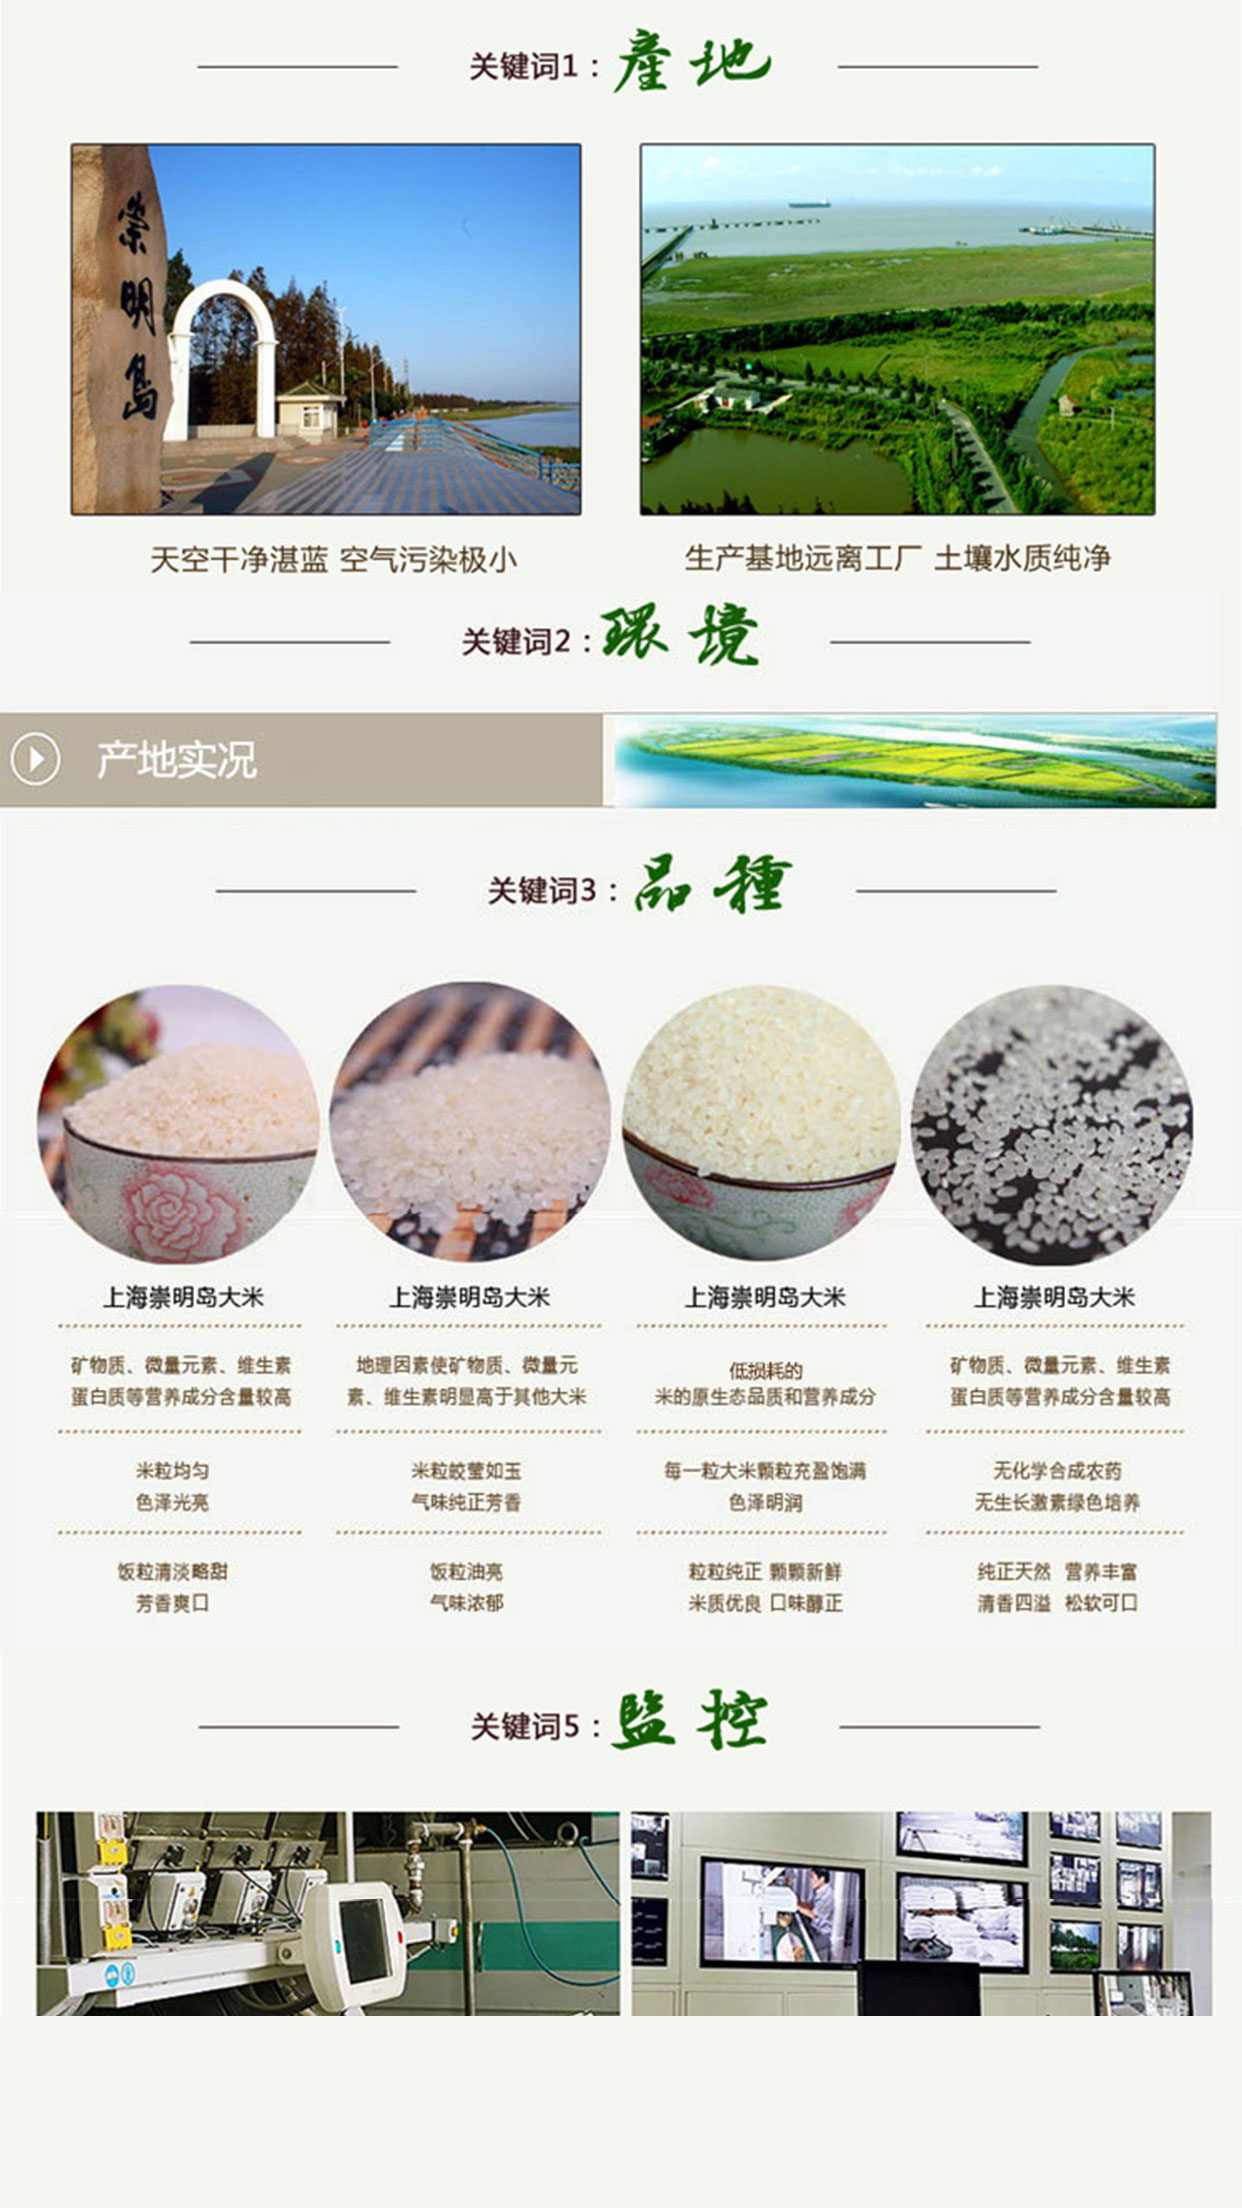 关键词1：產地
崇明島
天空干净湛蓝 空气污染极小
生产基地远离工厂 土壤水质纯净
关键词2：環境
产地实况
关键词3：品種
上海崇明岛大米
矿物质、微量元素、维生素
蛋白质等营养成分含量较高
米粒均匀
色泽光亮
饭粒清淡略甜
芳香爽口
上海崇明岛大米
地理因素使矿物质、微量元
素、维生素明显高于其他大米
米粒皎莹如玉
气味纯正芳香
饭粒油亮
气味浓郁
上海崇明岛大米
低损耗的
米的原生态品质和营养成分
每一粒大米颗粒充盈饱满
色泽明润
粒粒纯正 颗颗新鲜
米质优良 口味醇正
上海崇明岛大米
矿物质、微量元素、维生素
蛋白质等营养成分含量较高
无化学合成农药
无生长激素绿色培养
纯正天然 营养丰富
清香四溢 松软可口
关键词5：監控